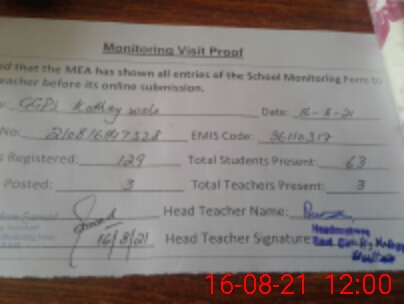 Monitoring Visit Proof
ed that the MEA has shown all entries of the School Monitoring Form to
eacher before its online submission.
GGPS Kathey wala Date: 16-8-21
No: EMIS Code: 36110317
s Registered: 129 Total Students Present: 63
Posted: 3 Total Teachers Present: 3
Head Teacher Name:
16/8/21 Head Teacher Signature:
Headmistress
16-08-21 12:00